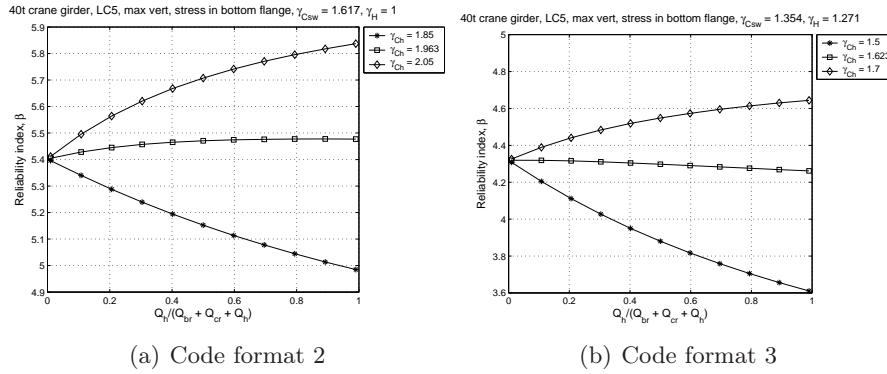 40t crane girder, LC5, max vert, stress in bottom flange, γCsw = 1.617, γH = 1
5.9
5.8
5.7
5.6
5.5
5.4
5.3
5.2
5.1
5
4.9
Reliability index, β
0 0.2 0.4 0.6 0.8 1
Qh/(Qbr + Qcr + Qh)
γCh = 1.85
γCh = 1.963
γCh = 2.05
(a) Code format 2
40t crane girder, LC5, max vert, stress in bottom flange, γCsw = 1.354, γH = 1.271
5
4.8
4.6
4.4
4.2
4
3.8
3.6
Reliability index, β
0 0.2 0.4 0.6 0.8 1
Qh/(Qbr + Qcr + Qh)
γCh = 1.5
γCh = 1.623
γCh = 1.7
(b) Code format 3